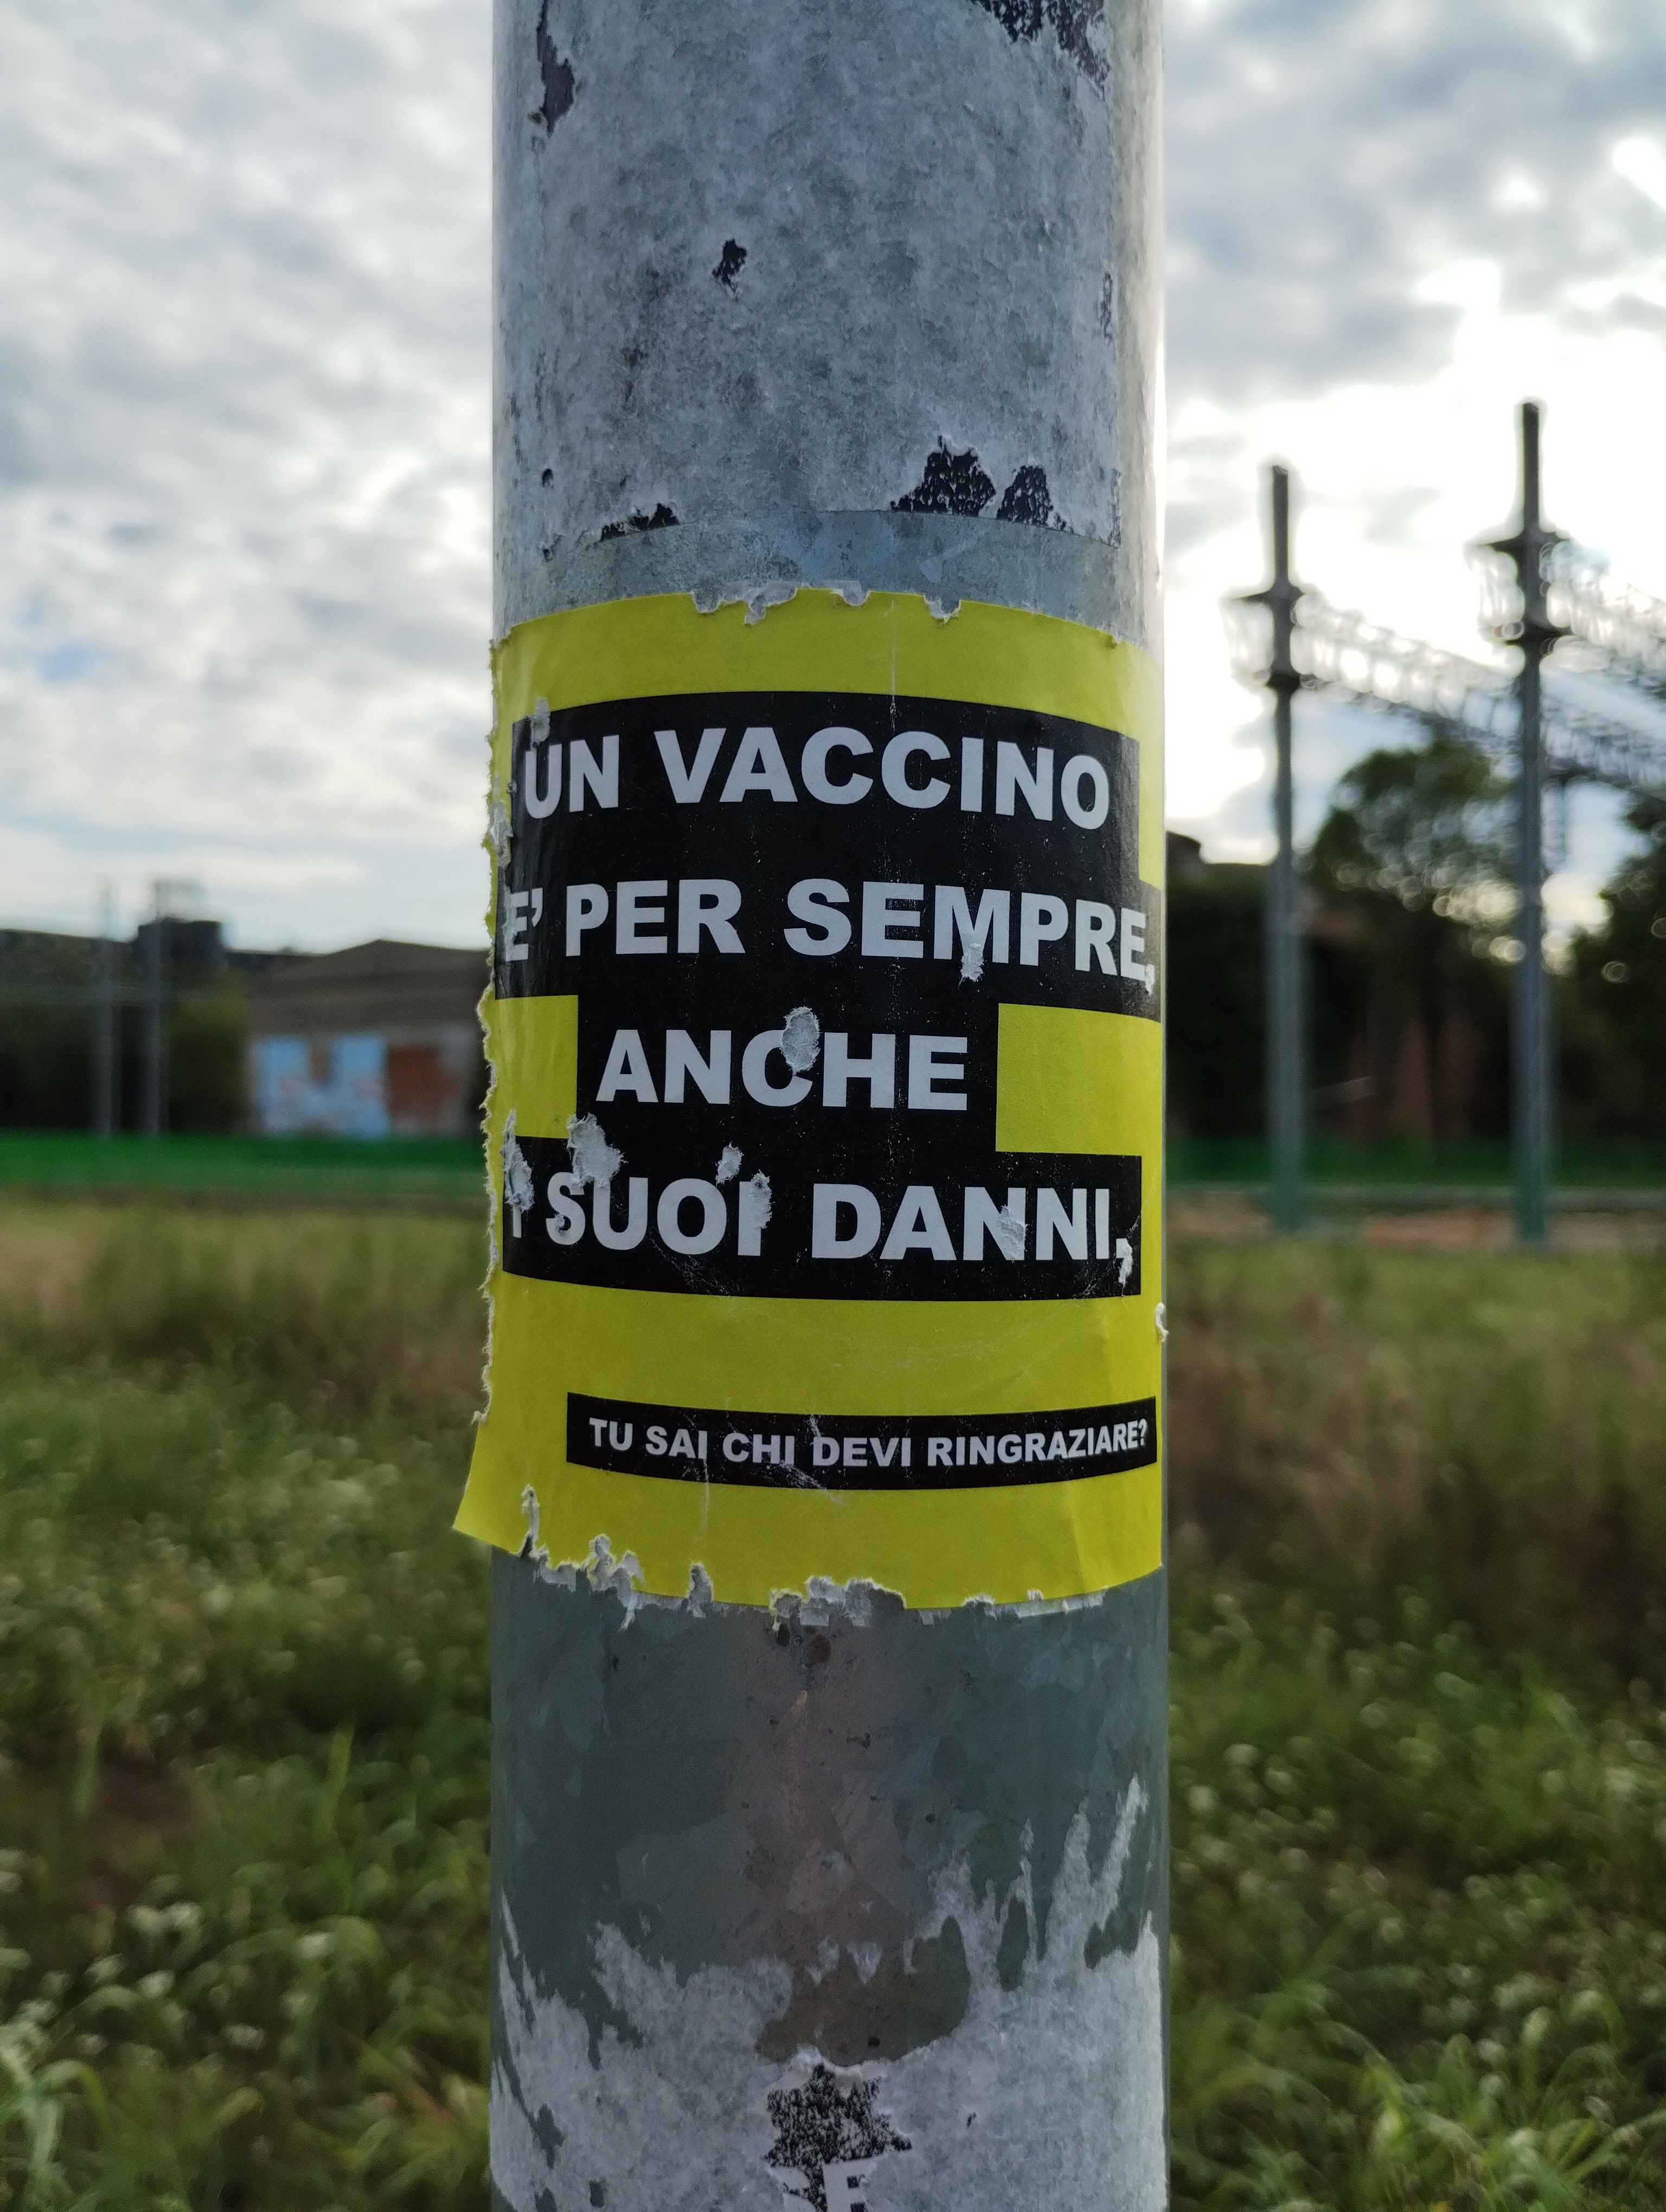 UN VACCINO
E' PER SEMPRE,
ANCHE
I SUOI DANNI,
TU SAI CHI DEVI RINGRAZIARE?